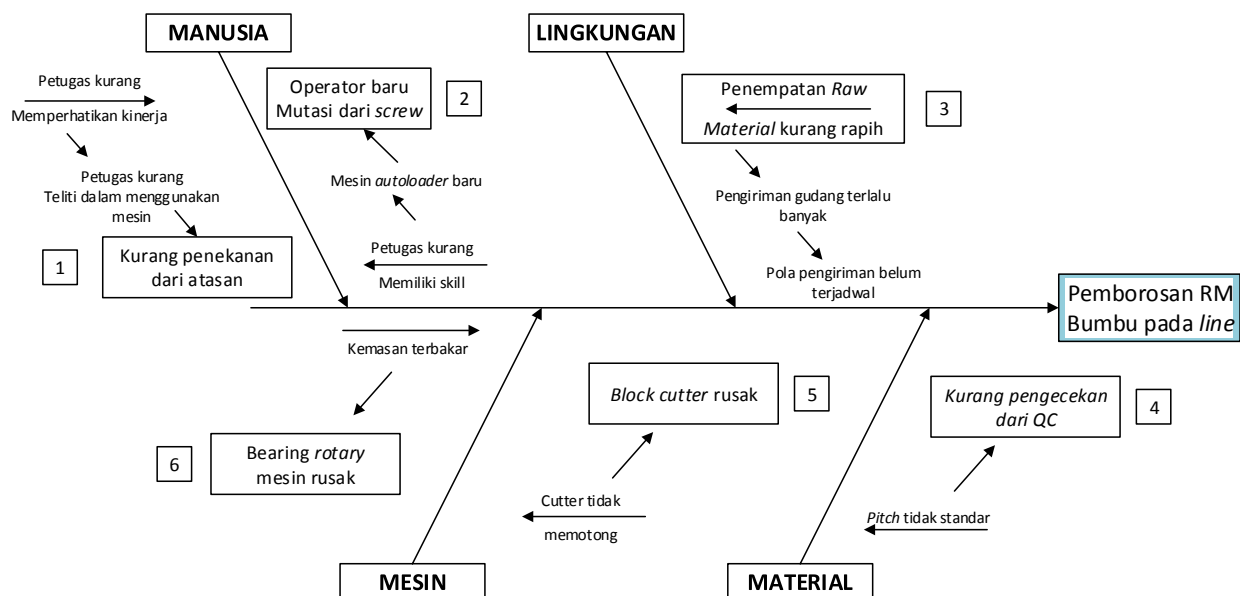 MANUSIA
LINGKUNGAN
Petugas kurang
Memperhatikan kinerja
Petugas kurang
Teliti dalam menggunakan
mesin
1
Kurang penekanan
dari atasan
Operator baru
Mutasi dari screw
2
Mesin autoloader baru
Petugas kurang
Memiliki skill
Penempatan Raw
Material kurang rapih
3
Pengiriman gudang terlalu
banyak
Pola pengiriman belum
terjadwal
Pemborosan RM
Bumbu pada line
Kemasan terbakar
6
Bearing rotary
mesin rusak
Block cutter rusak
5
Cutter tidak
memotong
Kurang pengecekan
dari QC
4
Pitch tidak standar
MESIN
MATERIAL